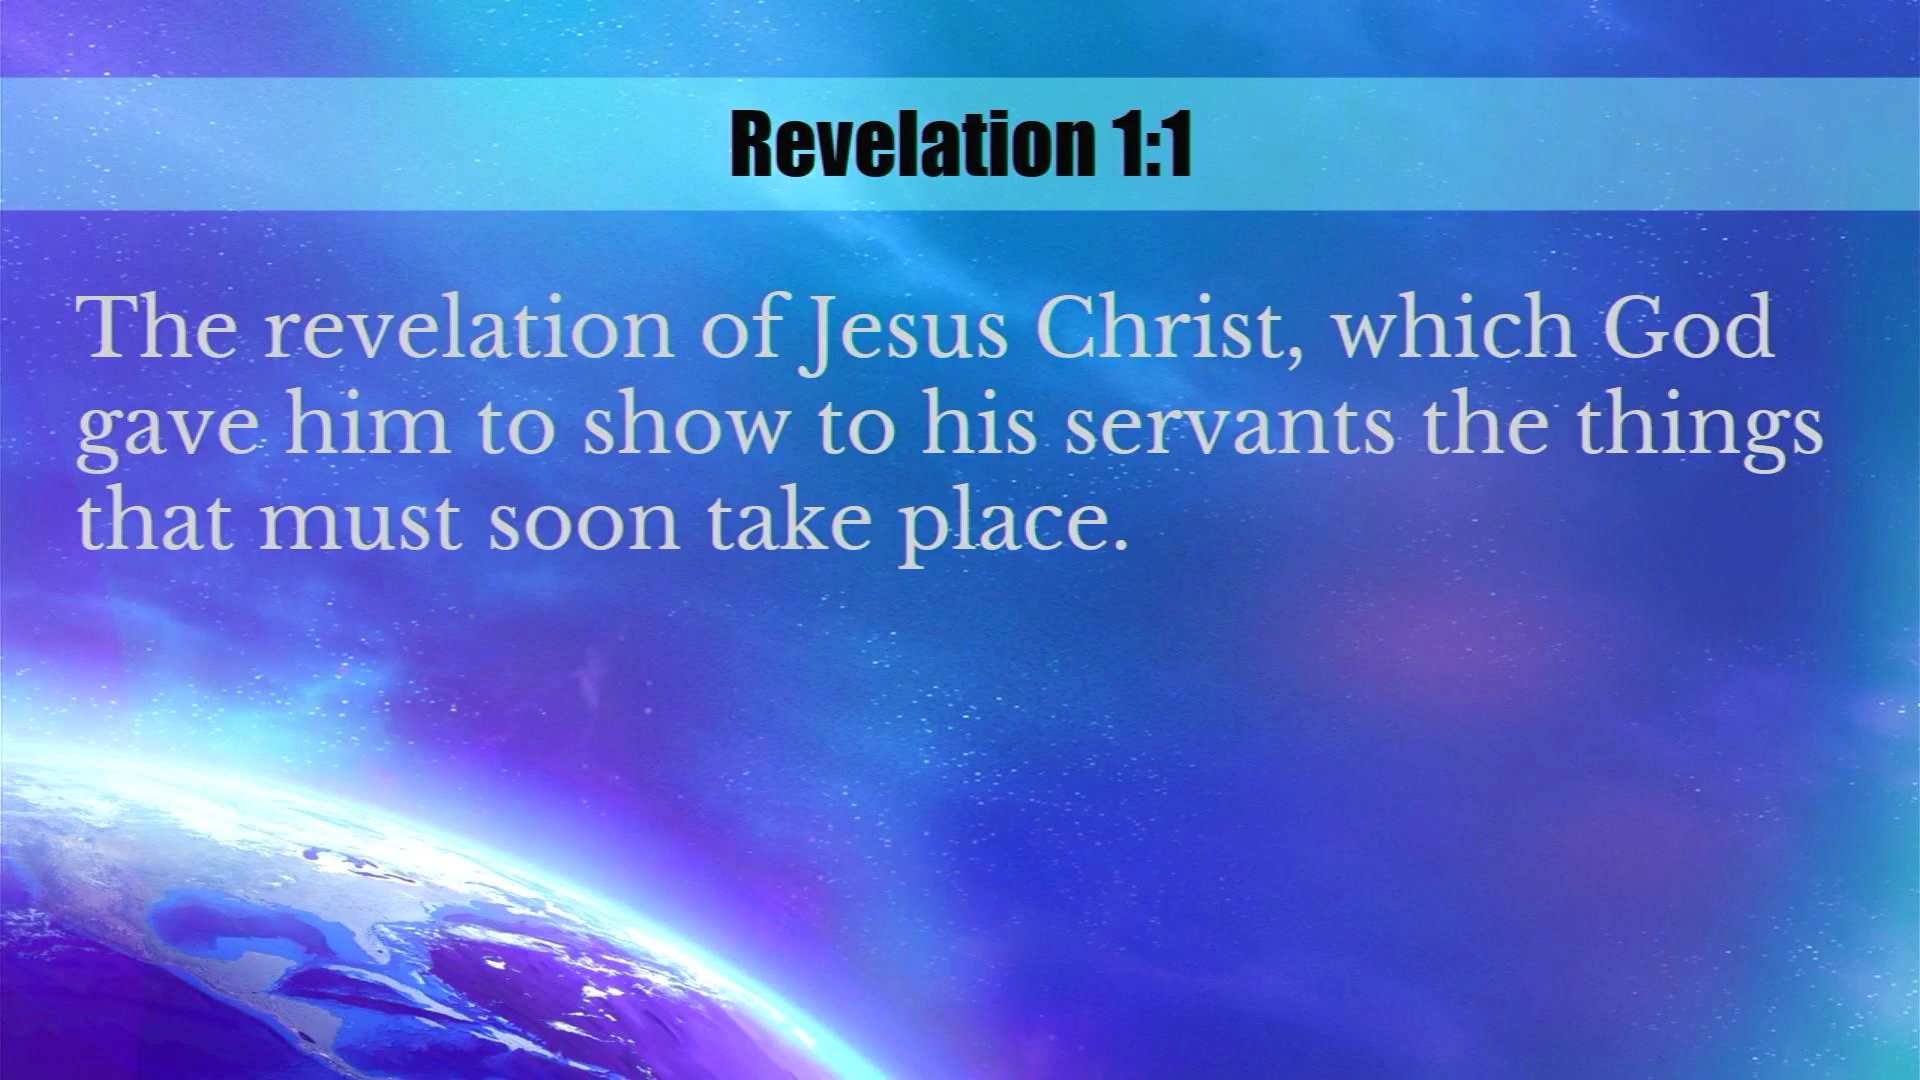 Revelation 1:1
The revelation of Jesus Christ, which God
gave him to show to his servants the things
that must soon take place.